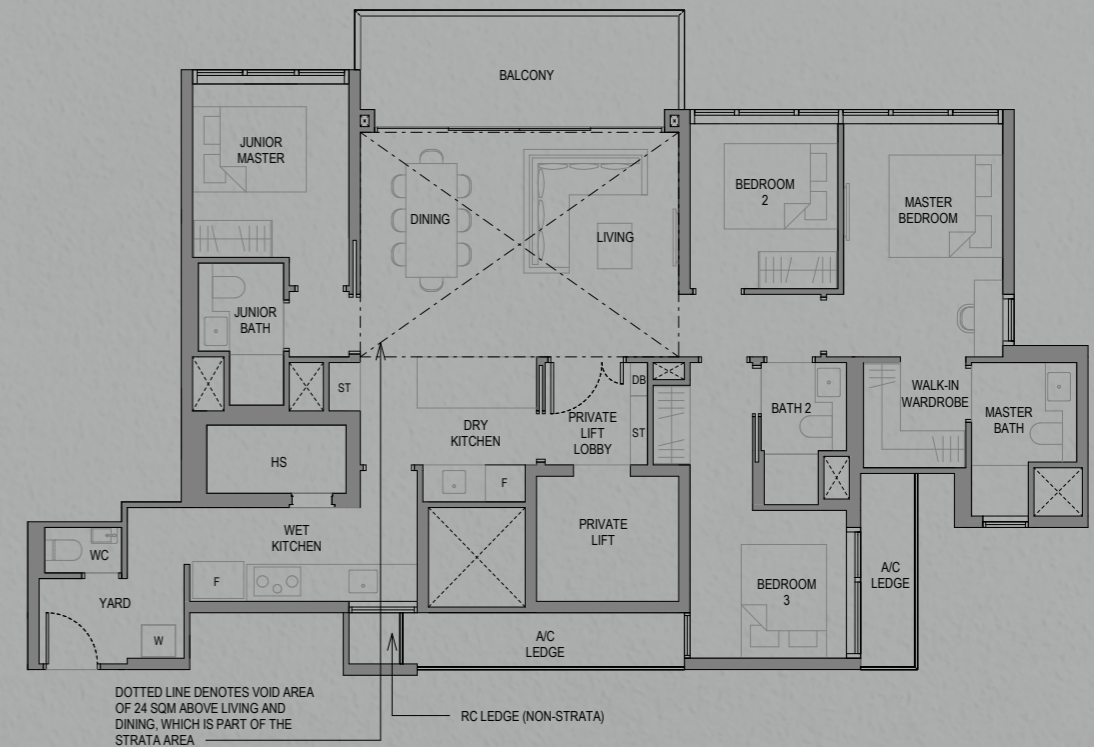 BALCONY
JUNIOR
MASTER
DINING
LIVING
BEDROOM
2
MASTER
BEDROOM
JUNIOR
BATH
ST
DRY
KITCHEN
PRIVATE
LIFT
LOBBY
DB
ST
BATH 2
WALK-IN
WARDROBE
MASTER
BATH
HS
F
WET
KITCHEN
PRIVATE
LIFT
WC
F
YARD
W
BEDROOM
3
A/C
LEDGE
A/C
LEDGE
DOTTED LINE DENOTES VOID AREA
OF 24 SQM ABOVE LIVING AND
DINING, WHICH IS PART OF THE
STRATA AREA
RC LEDGE (NON-STRATA)